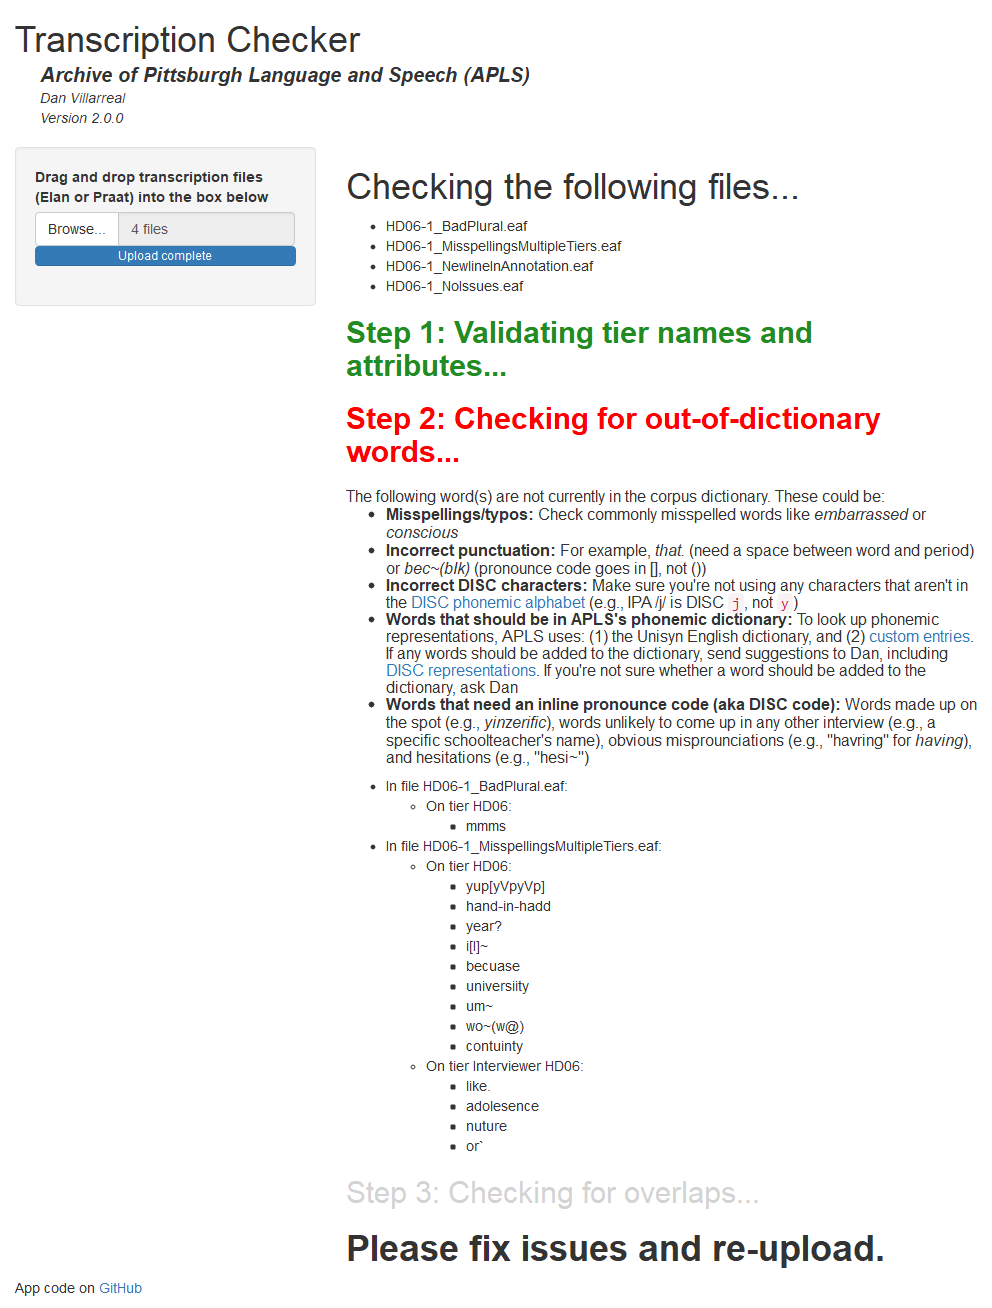 Transcription Checker
Archive of Pittsburgh Language and Speech (APLS)
Dan Villarreal
Version 2.0.0
Drag and drop transcription files
(Elan or Praat) into the box below
Browse... 4 files
Upload complete
Checking the following files...
HD06-1_BadPlural.eaf
HD06-1_MisspellingsMultipleTiers.eaf
HD06-1_NewlineInAnnotation.eaf
HD06-1_NoIssues.eaf
Step 1: Validating tier names and
attributes...
Step 2: Checking for out-of-dictionary
words...
The following word(s) are not currently in the corpus dictionary. These could be:
Misspellings/typos: Check commonly misspelled words like embarrassed or
conscious
Incorrect punctuation: For example, that. (need a space between word and period)
or bec~(bIk) (pronounce code goes in [], not ())
Incorrect DISC characters: Make sure you're not using any characters that aren't in
the DISC phonemic alphabet (e.g., IPA /j/ is DISC j, not y)
Words that should be in APLS's phonemic dictionary: To look up phonemic
representations, APLS uses: (1) the Unisyn English dictionary, and (2) custom entries.
If any words should be added to the dictionary, send suggestions to Dan, including
DISC representations. If you're not sure whether a word should be added to the
dictionary, ask Dan
Words that need an inline pronounce code (aka DISC code): Words made up on
the spot (e.g., yinzerific), words unlikely to come up in any other interview (e.g., a
specific schoolteacher's name), obvious misprounciations (e.g., "havring" for having),
and hesitations (e.g., "hesi~")
In file HD06-1_BadPlural.eaf:
On tier HD06:
mmms
In file HD06-1_MisspellingsMultipleTiers.eaf:
On tier HD06:
yup[yVpyVp]
hand-in-hadd
year?
i[I]~
becuase
universiity
um~
wo~(w@)
contuinty
On tier Interviewer HD06:
like.
adolesence
nuture
or`
Step 3: Checking for overlaps...
Please fix issues and re-upload.
App code on GitHub